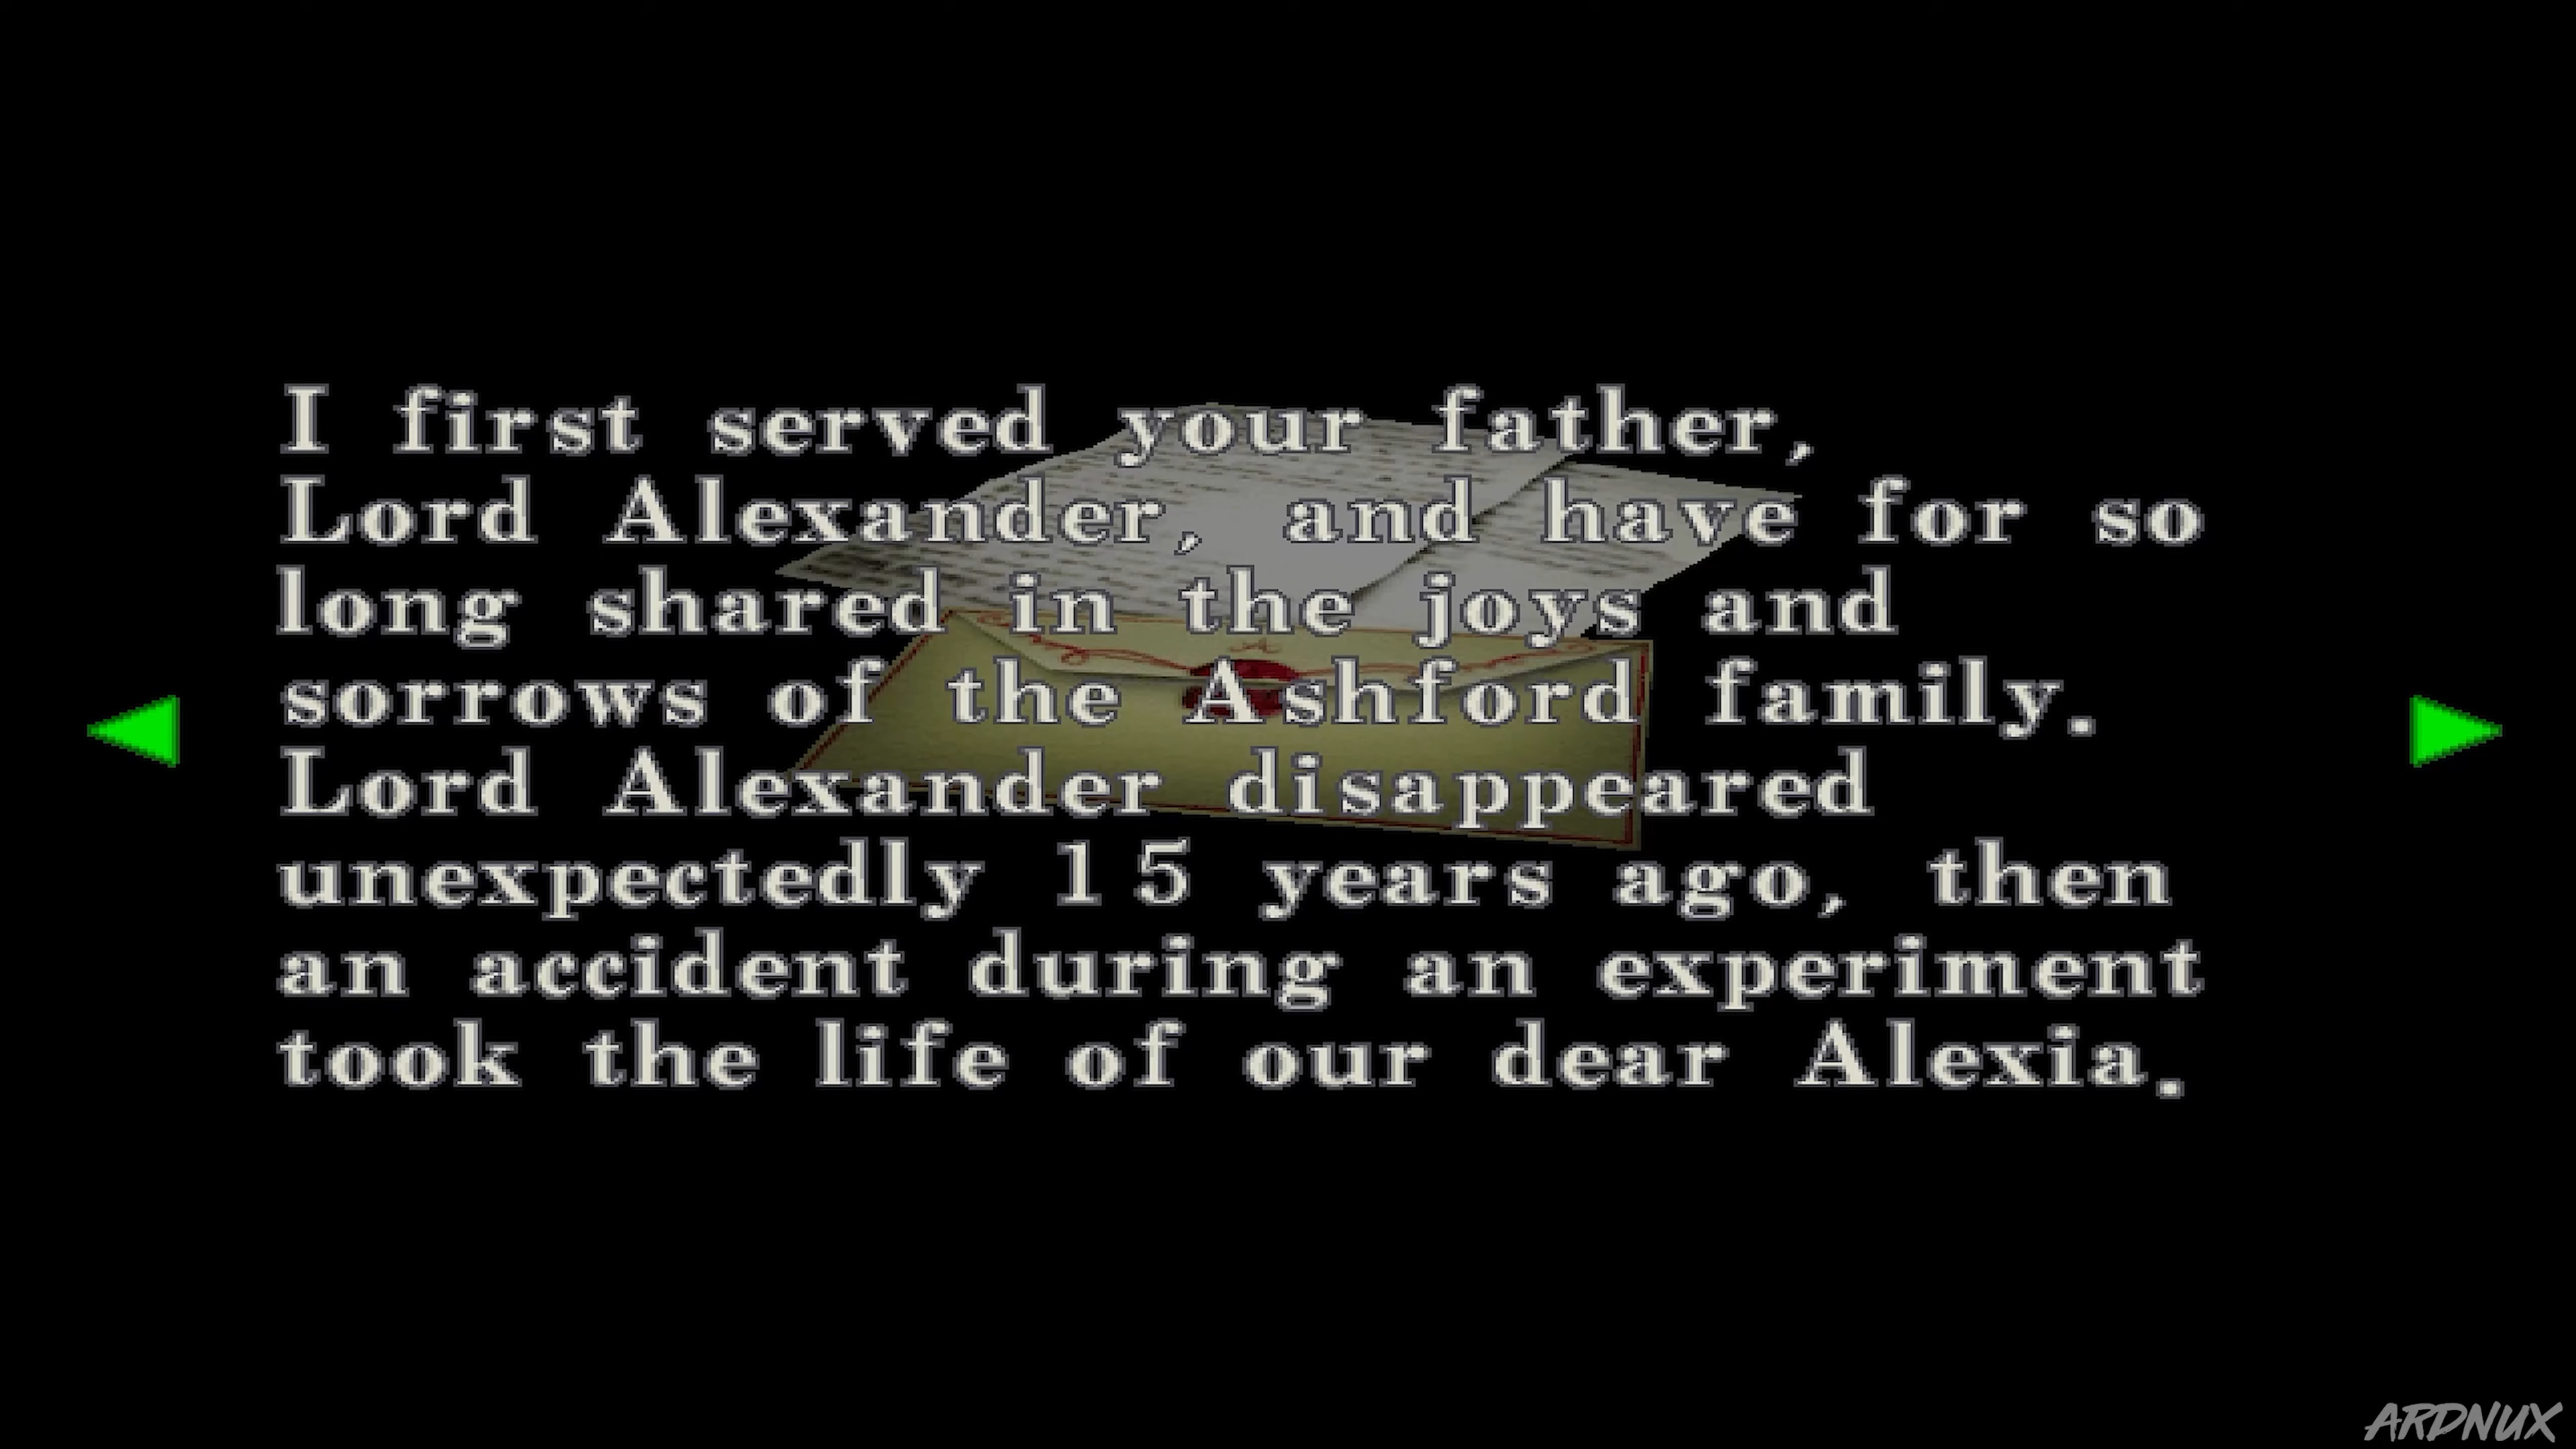 I first served your father,
Lord Alexander, and have for so
long shared in the joys and
sorrows of the Ashford family.
Lord Alexander disappeared
unexpectedly 15 years ago, then
an accident during an experiment
took the life of our dear Alexia.
ARDNUX